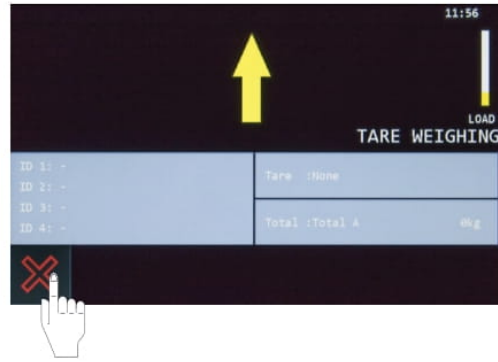 11:56
LOAD
TARE WEIGHING
ID 1: -
ID 2: -
ID 3: -
ID 4: -
Tare :None
Total :Total A 0kg